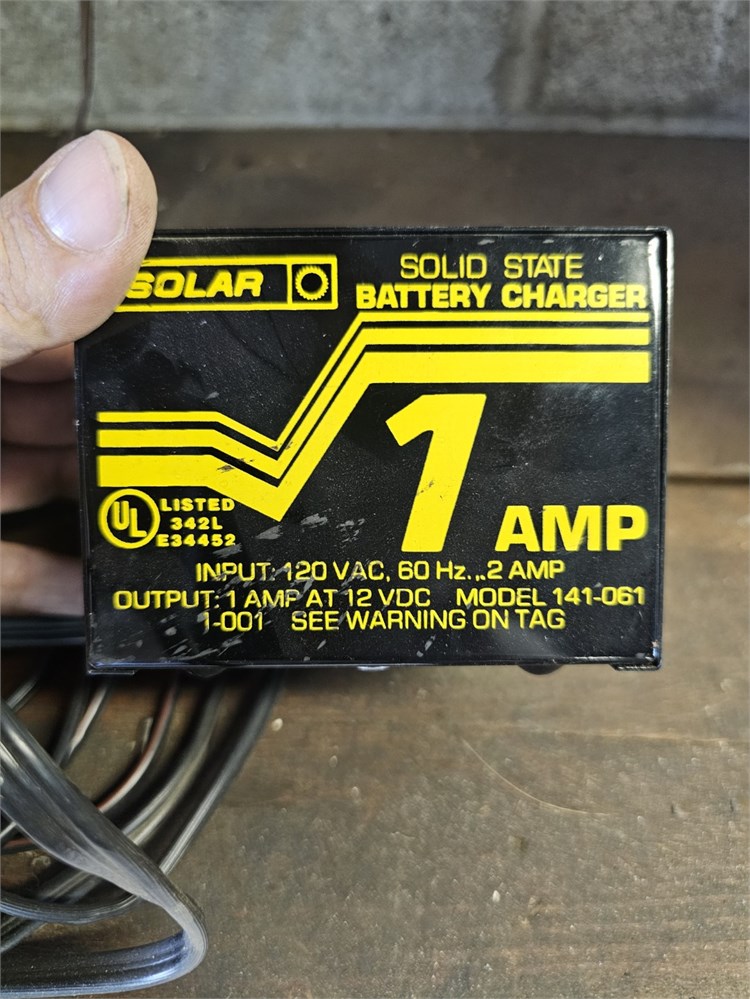 SOLAR
SOLID STATE
BATTERY CHARGER
1 AMP
UL
LISTED
342L
E34452
INPUT: 120 VAC, 60 Hz. .2 AMP
OUTPUT: 1 AMP AT 12 VDC MODEL 141-061
1-001 SEE WARNING ON TAG